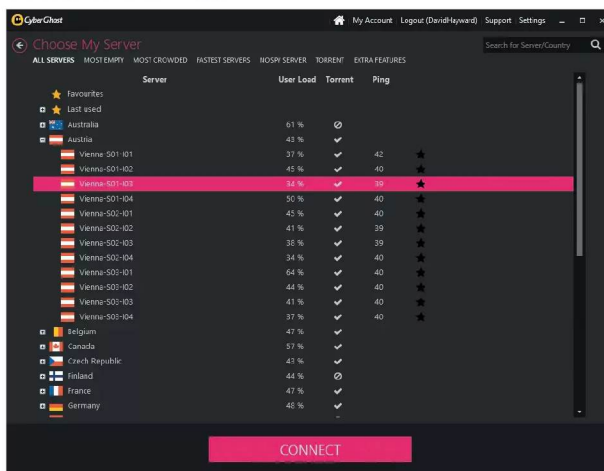 CyberGhost My Account Logout (DavidHayward) Support Settings
Choose My Server Search for Server/Country
ALL SERVERS MOST EMPTY MOST CROWDED FASTEST SERVERS NOSPY SERVER TORRENT EXTRA FEATURES
Server User Load Torrent Ping
Favourites
Last used
Australia 61 %
Austria 43 %
Vienna-S01-I01 37 % 42
Vienna-S01-I02 45 % 40
Vienna-S01-I03 34 % 39
Vienna-S01-I04 50 % 40
Vienna-S02-I01 45 % 40
Vienna-S02-I02 41 % 39
Vienna-S02-I03 38 % 39
Vienna-S02-I04 34 % 40
Vienna-S03-I01 64 % 40
Vienna-S03-I02 44 % 40
Vienna-S03-I03 41 % 40
Vienna-S03-I04 37 % 40
Belgium 47 %
Canada 57 %
Czech Republic 43 %
Finland 44 %
France 47 %
Germany 48 %
CONNECT